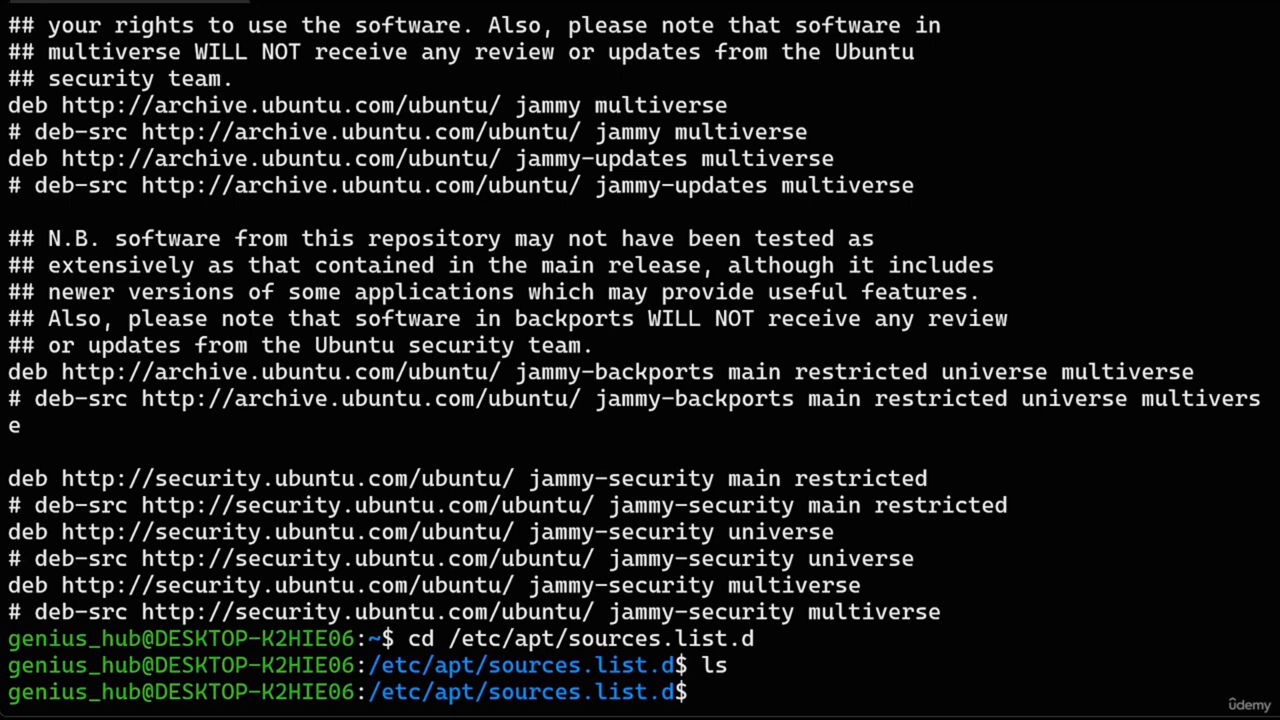 ## your rights to use the software. Also, please note that software in
## multiverse WILL NOT receive any review or updates from the Ubuntu
## security team.
deb http://archive.ubuntu.com/ubuntu/ jammy multiverse
# deb-src http://archive.ubuntu.com/ubuntu/ jammy multiverse
deb http://archive.ubuntu.com/ubuntu/ jammy-updates multiverse
# deb-src http://archive.ubuntu.com/ubuntu/ jammy-updates multiverse

## N.B. software from this repository may not have been tested as
## extensively as that contained in the main release, although it includes
## newer versions of some applications which may provide useful features.
## Also, please note that software in backports WILL NOT receive any review
## or updates from the Ubuntu security team.
deb http://archive.ubuntu.com/ubuntu/ jammy-backports main restricted universe multiverse
# deb-src http://archive.ubuntu.com/ubuntu/ jammy-backports main restricted universe multivers
e

deb http://security.ubuntu.com/ubuntu/ jammy-security main restricted
# deb-src http://security.ubuntu.com/ubuntu/ jammy-security main restricted
deb http://security.ubuntu.com/ubuntu/ jammy-security universe
# deb-src http://security.ubuntu.com/ubuntu/ jammy-security universe
deb http://security.ubuntu.com/ubuntu/ jammy-security multiverse
# deb-src http://security.ubuntu.com/ubuntu/ jammy-security multiverse
genius_hub@DESKTOP-K2HIE06:~$ cd /etc/apt/sources.list.d
genius_hub@DESKTOP-K2HIE06:/etc/apt/sources.list.d$ ls
genius_hub@DESKTOP-K2HIE06:/etc/apt/sources.list.d$
ûdemy